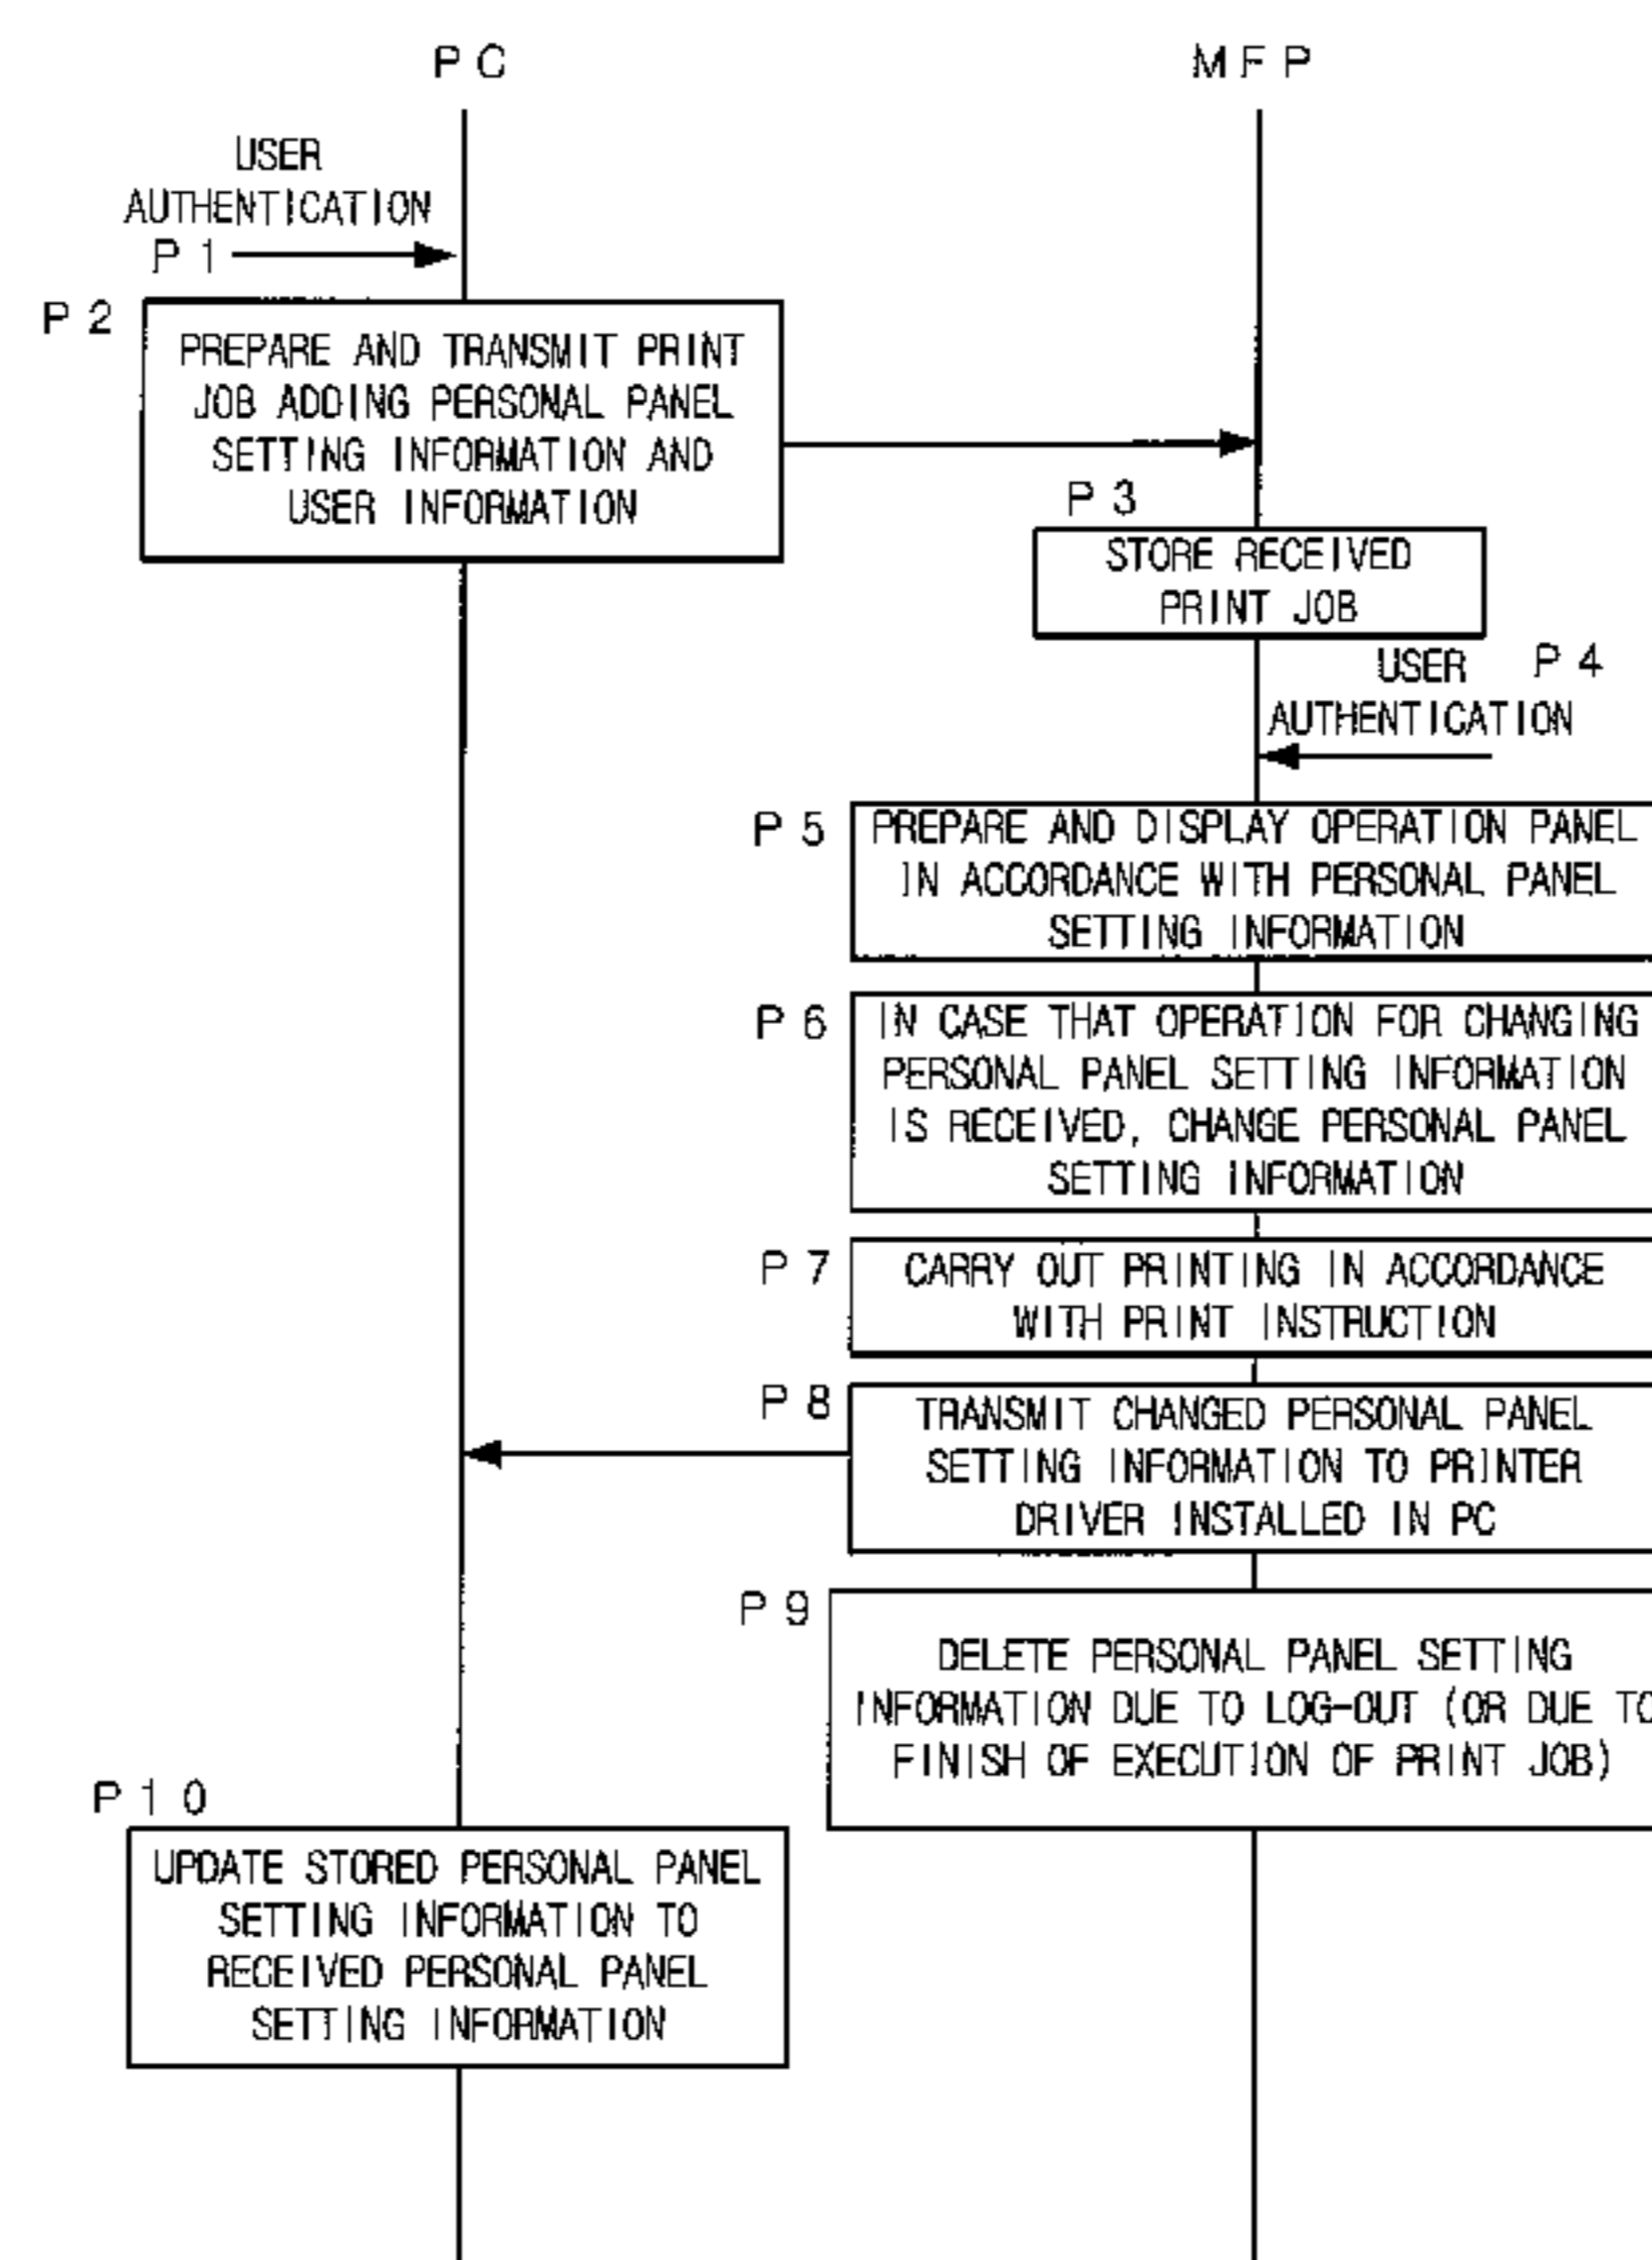 PC
MFP
USER
AUTHENTICATION
P1
P2
PREPARE AND TRANSMIT PRINT
JOB ADDING PERSONAL PANEL
SETTING INFORMATION AND
USER INFORMATION
P3
STORE RECEIVED
PRINT JOB
USER
P4
AUTHENTICATION
P5
PREPARE AND DISPLAY OPERATION PANEL
IN ACCORDANCE WITH PERSONAL PANEL
SETTING INFORMATION
P6
IN CASE THAT OPERATION FOR CHANGING
PERSONAL PANEL SETTING INFORMATION
IS RECEIVED, CHANGE PERSONAL PANEL
SETTING INFORMATION
P7
CARRY OUT PRINTING IN ACCORDANCE
WITH PRINT INSTRUCTION
P8
TRANSMIT CHANGED PERSONAL PANEL
SETTING INFORMATION TO PRINTER
DRIVER INSTALLED IN PC
P9
DELETE PERSONAL PANEL SETTING
INFORMATION DUE TO LOG-OUT (OR DUE TO
FINISH OF EXECUTION OF PRINT JOB)
P10
UPDATE STORED PERSONAL PANEL
SETTING INFORMATION TO
RECEIVED PERSONAL PANEL
SETTING INFORMATION